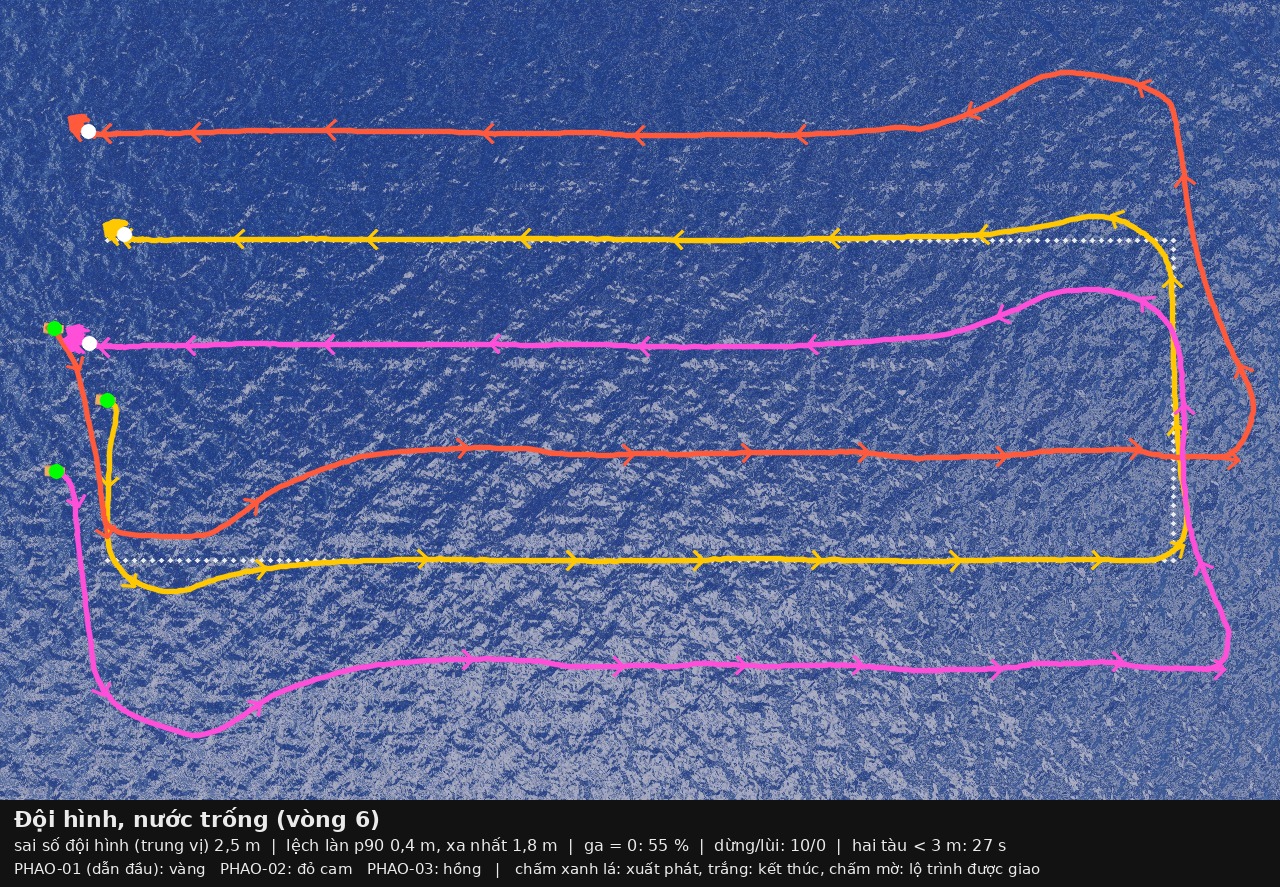 Đội hình, nước trống (vòng 6)
sai số đội hình (trung vị) 2,5 m | lệch làn p90 0,4 m, xa nhất 1,8 m | ga = 0: 55 % | dừng/lùi: 10/0 | hai tàu < 3 m: 27 s
PHAO-01 (dẫn đầu): vàng PHAO-02: đỏ cam PHAO-03: hồng | chấm xanh lá: xuất phát, trắng: kết thúc, chấm mờ: lộ trình được giao